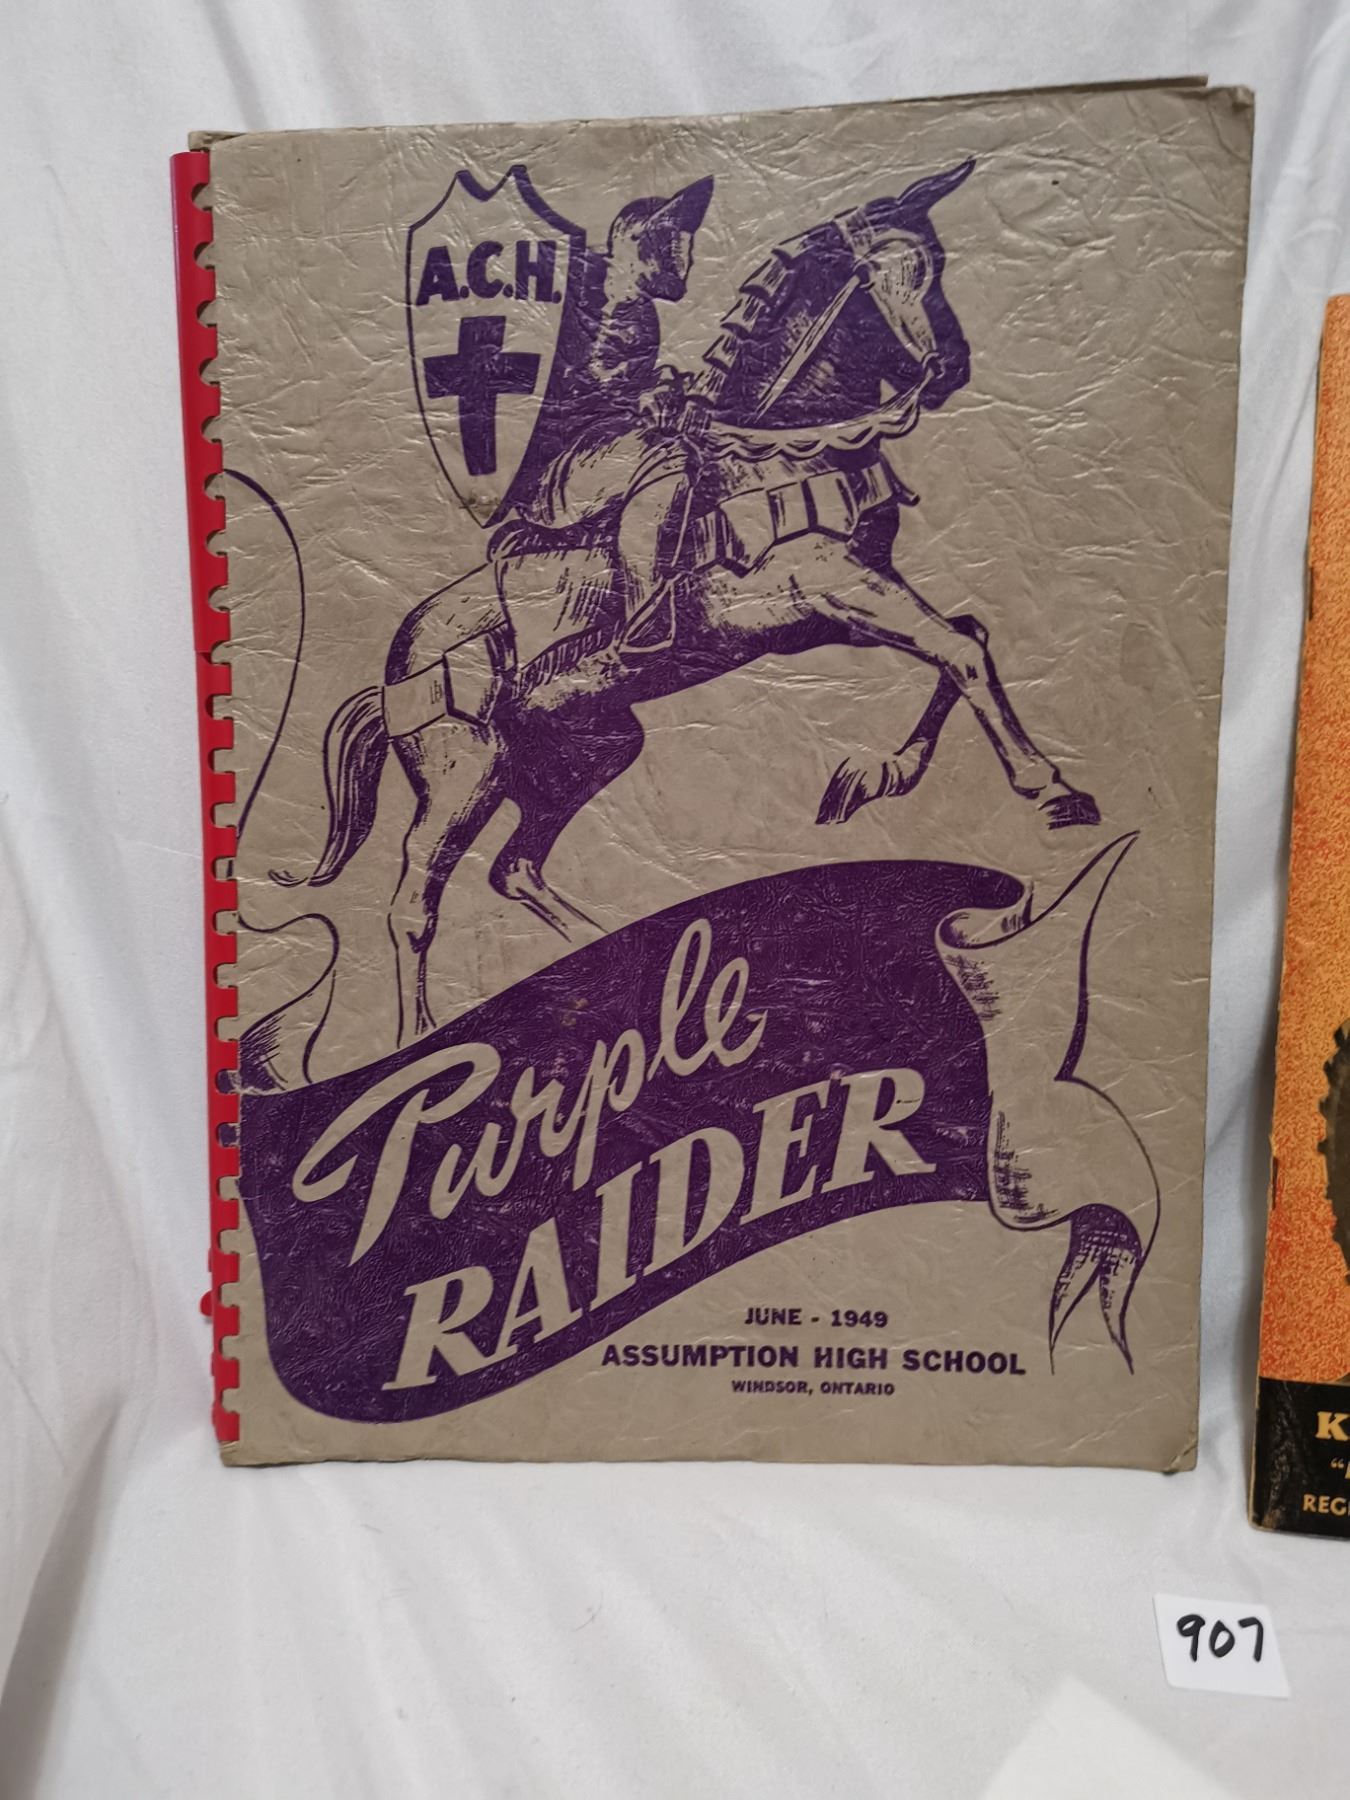 A.C.H.
Purple
RAIDER
JUNE - 1949
ASSUMPTION HIGH SCHOOL
WINDSOR, ONTARIO
907